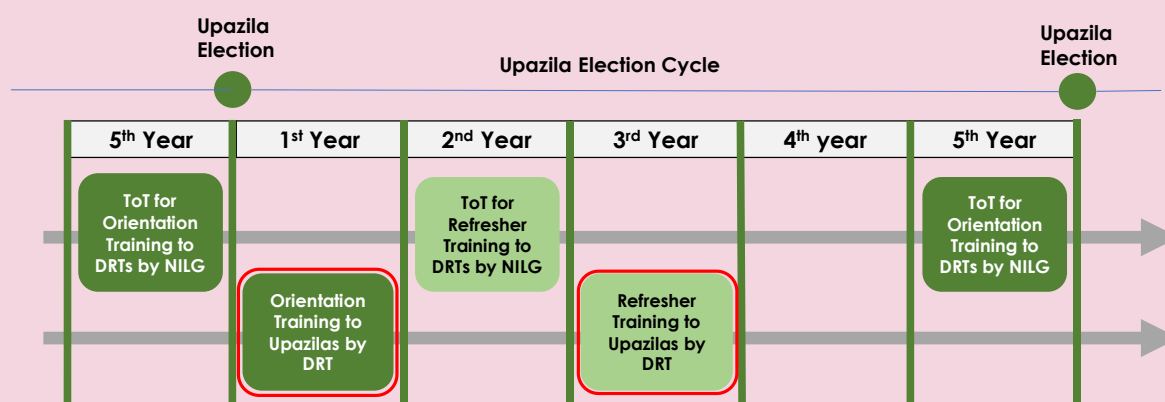 Upazila
Election
Upazila Election Cycle
Upazila
Election
5th Year
1st Year
2nd Year
3rd Year
4th year
5th Year
ToT for
Orientation
Training to
DRTs by NILG
ToT for
Refresher
Training to
DRTs by NILG
ToT for
Orientation
Training to
DRTs by NILG
Orientation
Training to
Upazilas by
DRT
Refresher
Training to
Upazilas by
DRT